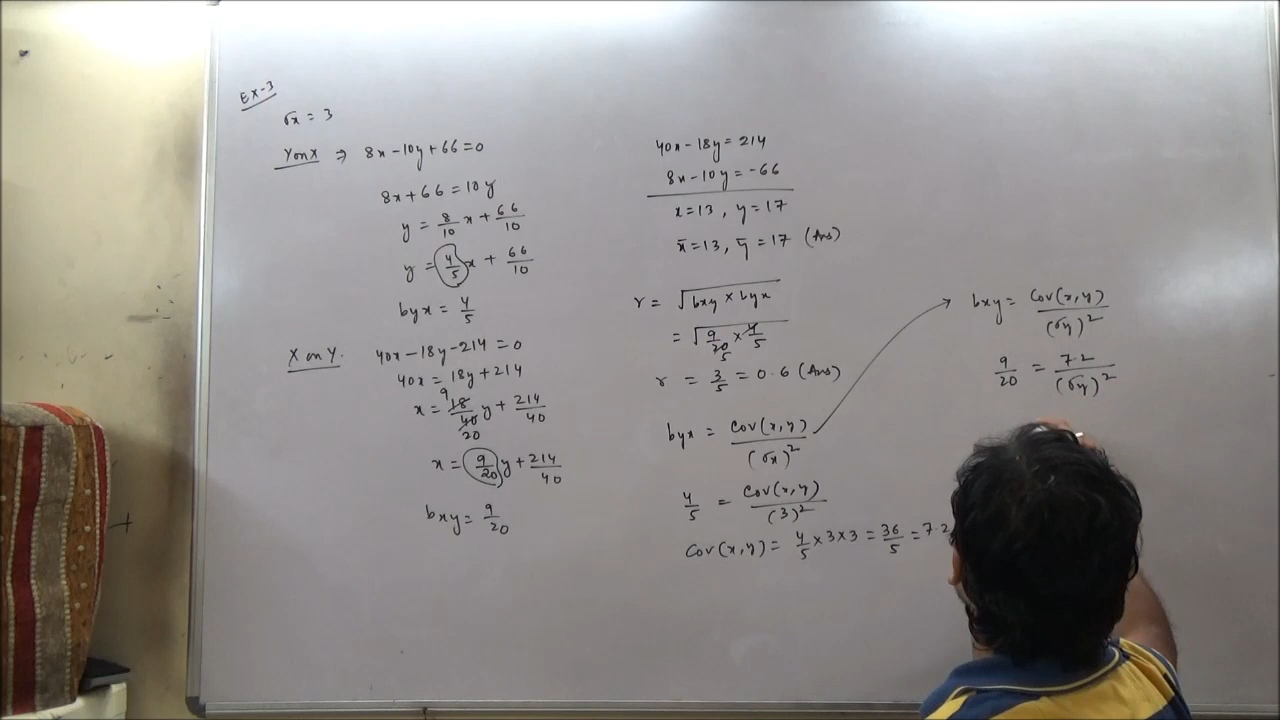 EX-3
σx = 3
Y on X ⇒ 8x-10y+66=0
8x+66=10y
y = 8/10 x + 66/10
y = 4/5 x + 66/10
byx = 4/5
X on Y. 40x-18y-214=0
40x = 18y+214
x = 18/40 y + 214/40
9
20
x = 9/20 y + 214/40
bxy = 9/20
40x-18y=214
8x-10y=-66
x=13, y=17
x̄=13, ȳ=17 (Ans)
r = √bxy × byx
= √9/20 × 4/5
5
r = 3/5 = 0.6 (Ans)
byx = Cov(x,y)/(σx)²
4/5 = Cov(x,y)/(3)²
Cov(x,y) = 4/5 ×3×3 = 36/5 = 7.2
bxy = Cov(x,y)/(σy)²
9/20 = 7.2/(σy)²